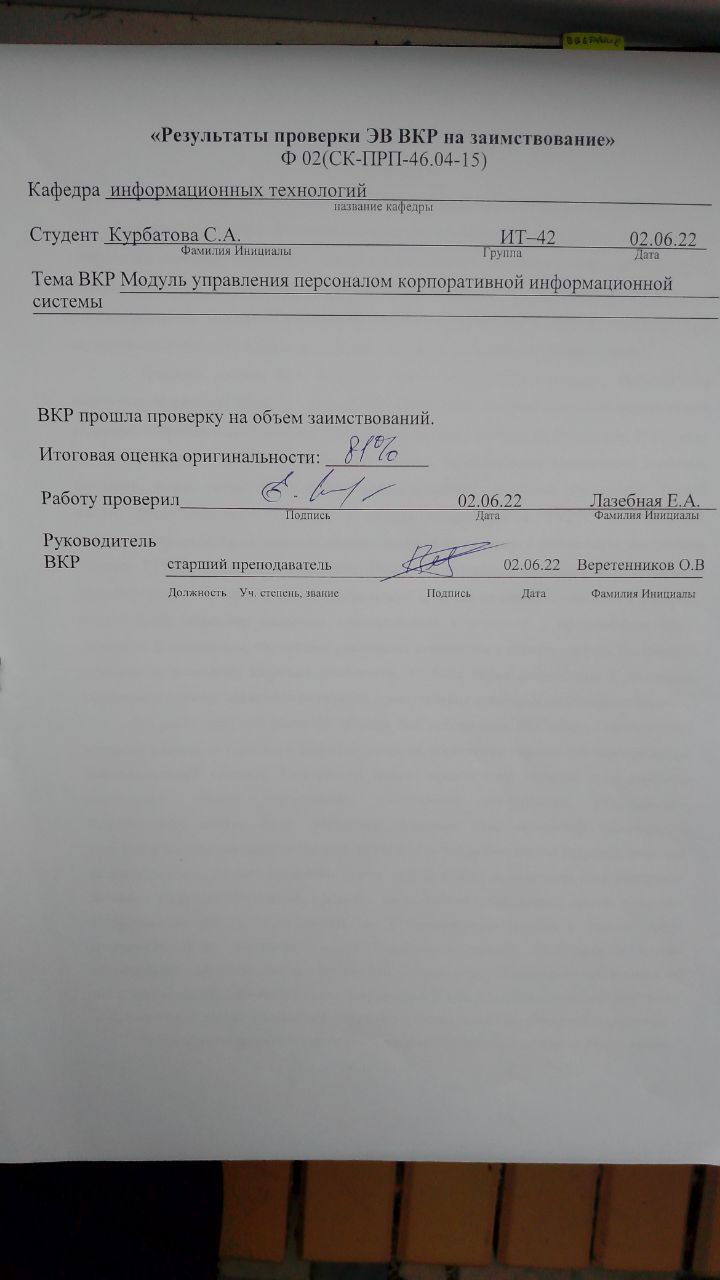 «Результаты проверки ЭВ ВКР на заимствование»
Ф 02(СК-ПРП-46.04-15)
Кафедра информационных технологий
название кафедры
Студент Курбатова С.А. ИТ–42 02.06.22
Фамилия Инициалы Группа Дата
Тема ВКР Модуль управления персоналом корпоративной информационной
системы
ВКР прошла проверку на объем заимствований.
Итоговая оценка оригинальности: 81%
Работу проверил 02.06.22 Лазебная Е.А.
Подпись Дата Фамилия Инициалы
Руководитель
ВКР старший преподаватель 02.06.22 Веретенников О.В
Должность Уч. степень, звание Подпись Дата Фамилия Инициалы